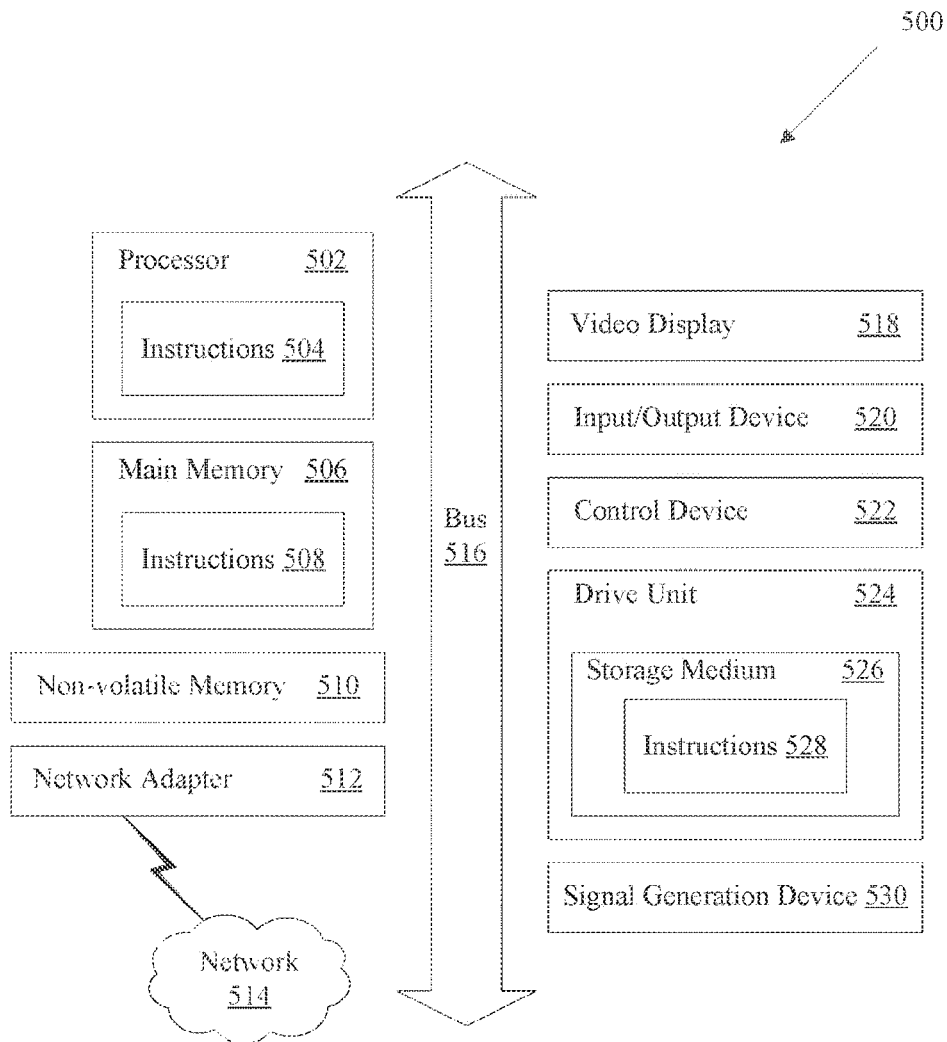 500
Processor 502
Instructions 504
Main Memory 506
Instructions 508
Non-volatile Memory 510
Network Adapter 512
Network
514
Bus
516
Video Display 518
Input/Output Device 520
Control Device 522
Drive Unit 524
Storage Medium 526
Instructions 528
Signal Generation Device 530